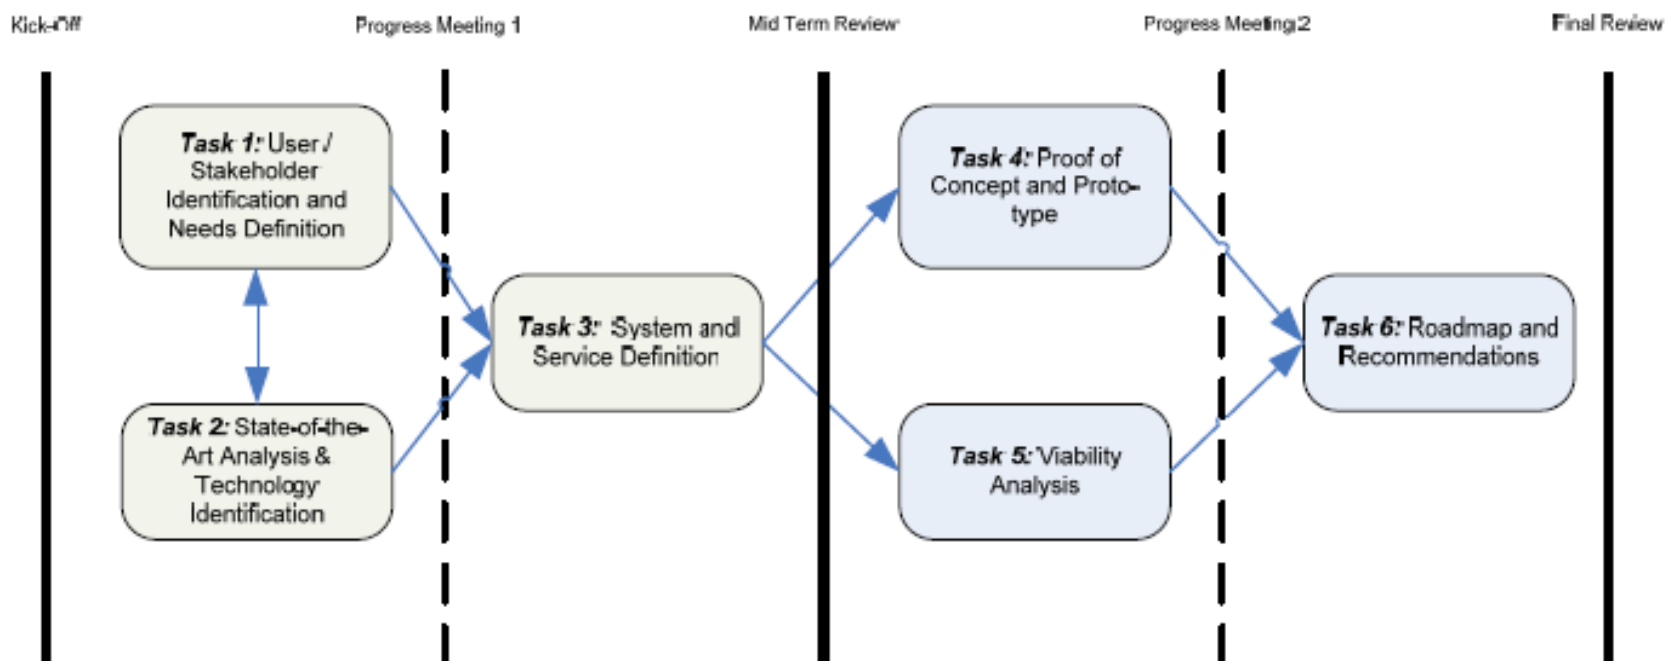 Kick-Off
Progress Meeting 1
Mid Term Review
Progress Meeting 2
Final Review
Task 1: User /
Stakeholder
Identification and
Needs Definition
Task 2: State-of-the-
Art Analysis &
Technology
Identification
Task 3: System and
Service Definition
Task 4: Proof of
Concept and Proto-
type
Task 5: Viability
Analysis
Task 6: Roadmap and
Recommendations